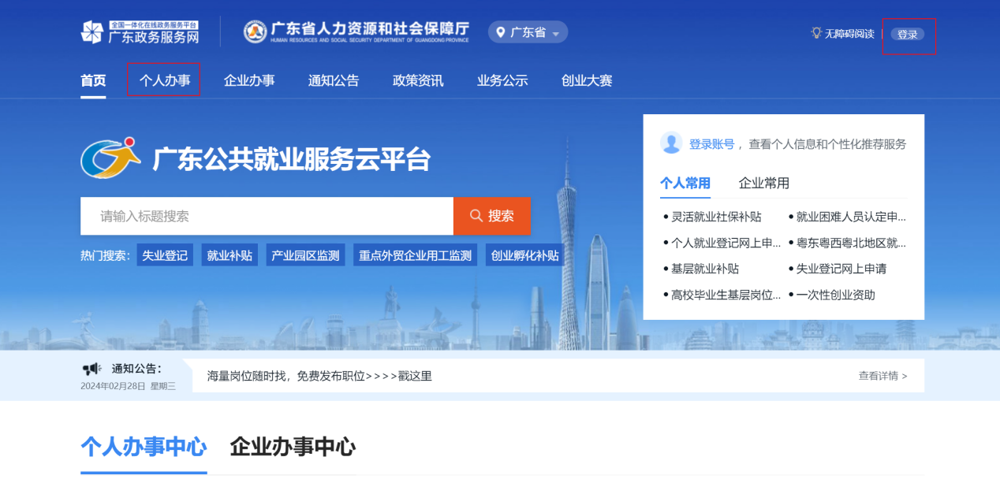 全国一体化在线政务服务平台
广东政务服务网
广东省人力资源和社会保障厅
HUMAN RESOURCES AND SOCIAL SECURITY DEPARTMENT OF GUANGDONG PROVINCE
广东省
无障碍阅读
登录
首页 个人办事 企业办事 通知公告 政策资讯 业务公示 创业大赛
广东公共就业服务云平台
请输入标题搜索
搜索
热门搜索： 失业登记 就业补贴 产业园区监测 重点外贸企业用工监测 创业孵化补贴
登录账号 ，查看个人信息和个性化推荐服务
个人常用 企业常用
•灵活就业社保补贴 •就业困难人员认定申...
•个人就业登记网上申... •粤东粤西粤北地区就...
•基层就业补贴 •失业登记网上申请
•高校毕业生基层岗位... •一次性创业资助
通知公告：
2024年02月28日 星期三
海量岗位随时找，免费发布职位>>>>戳这里
查看详情 >
个人办事中心 企业办事中心